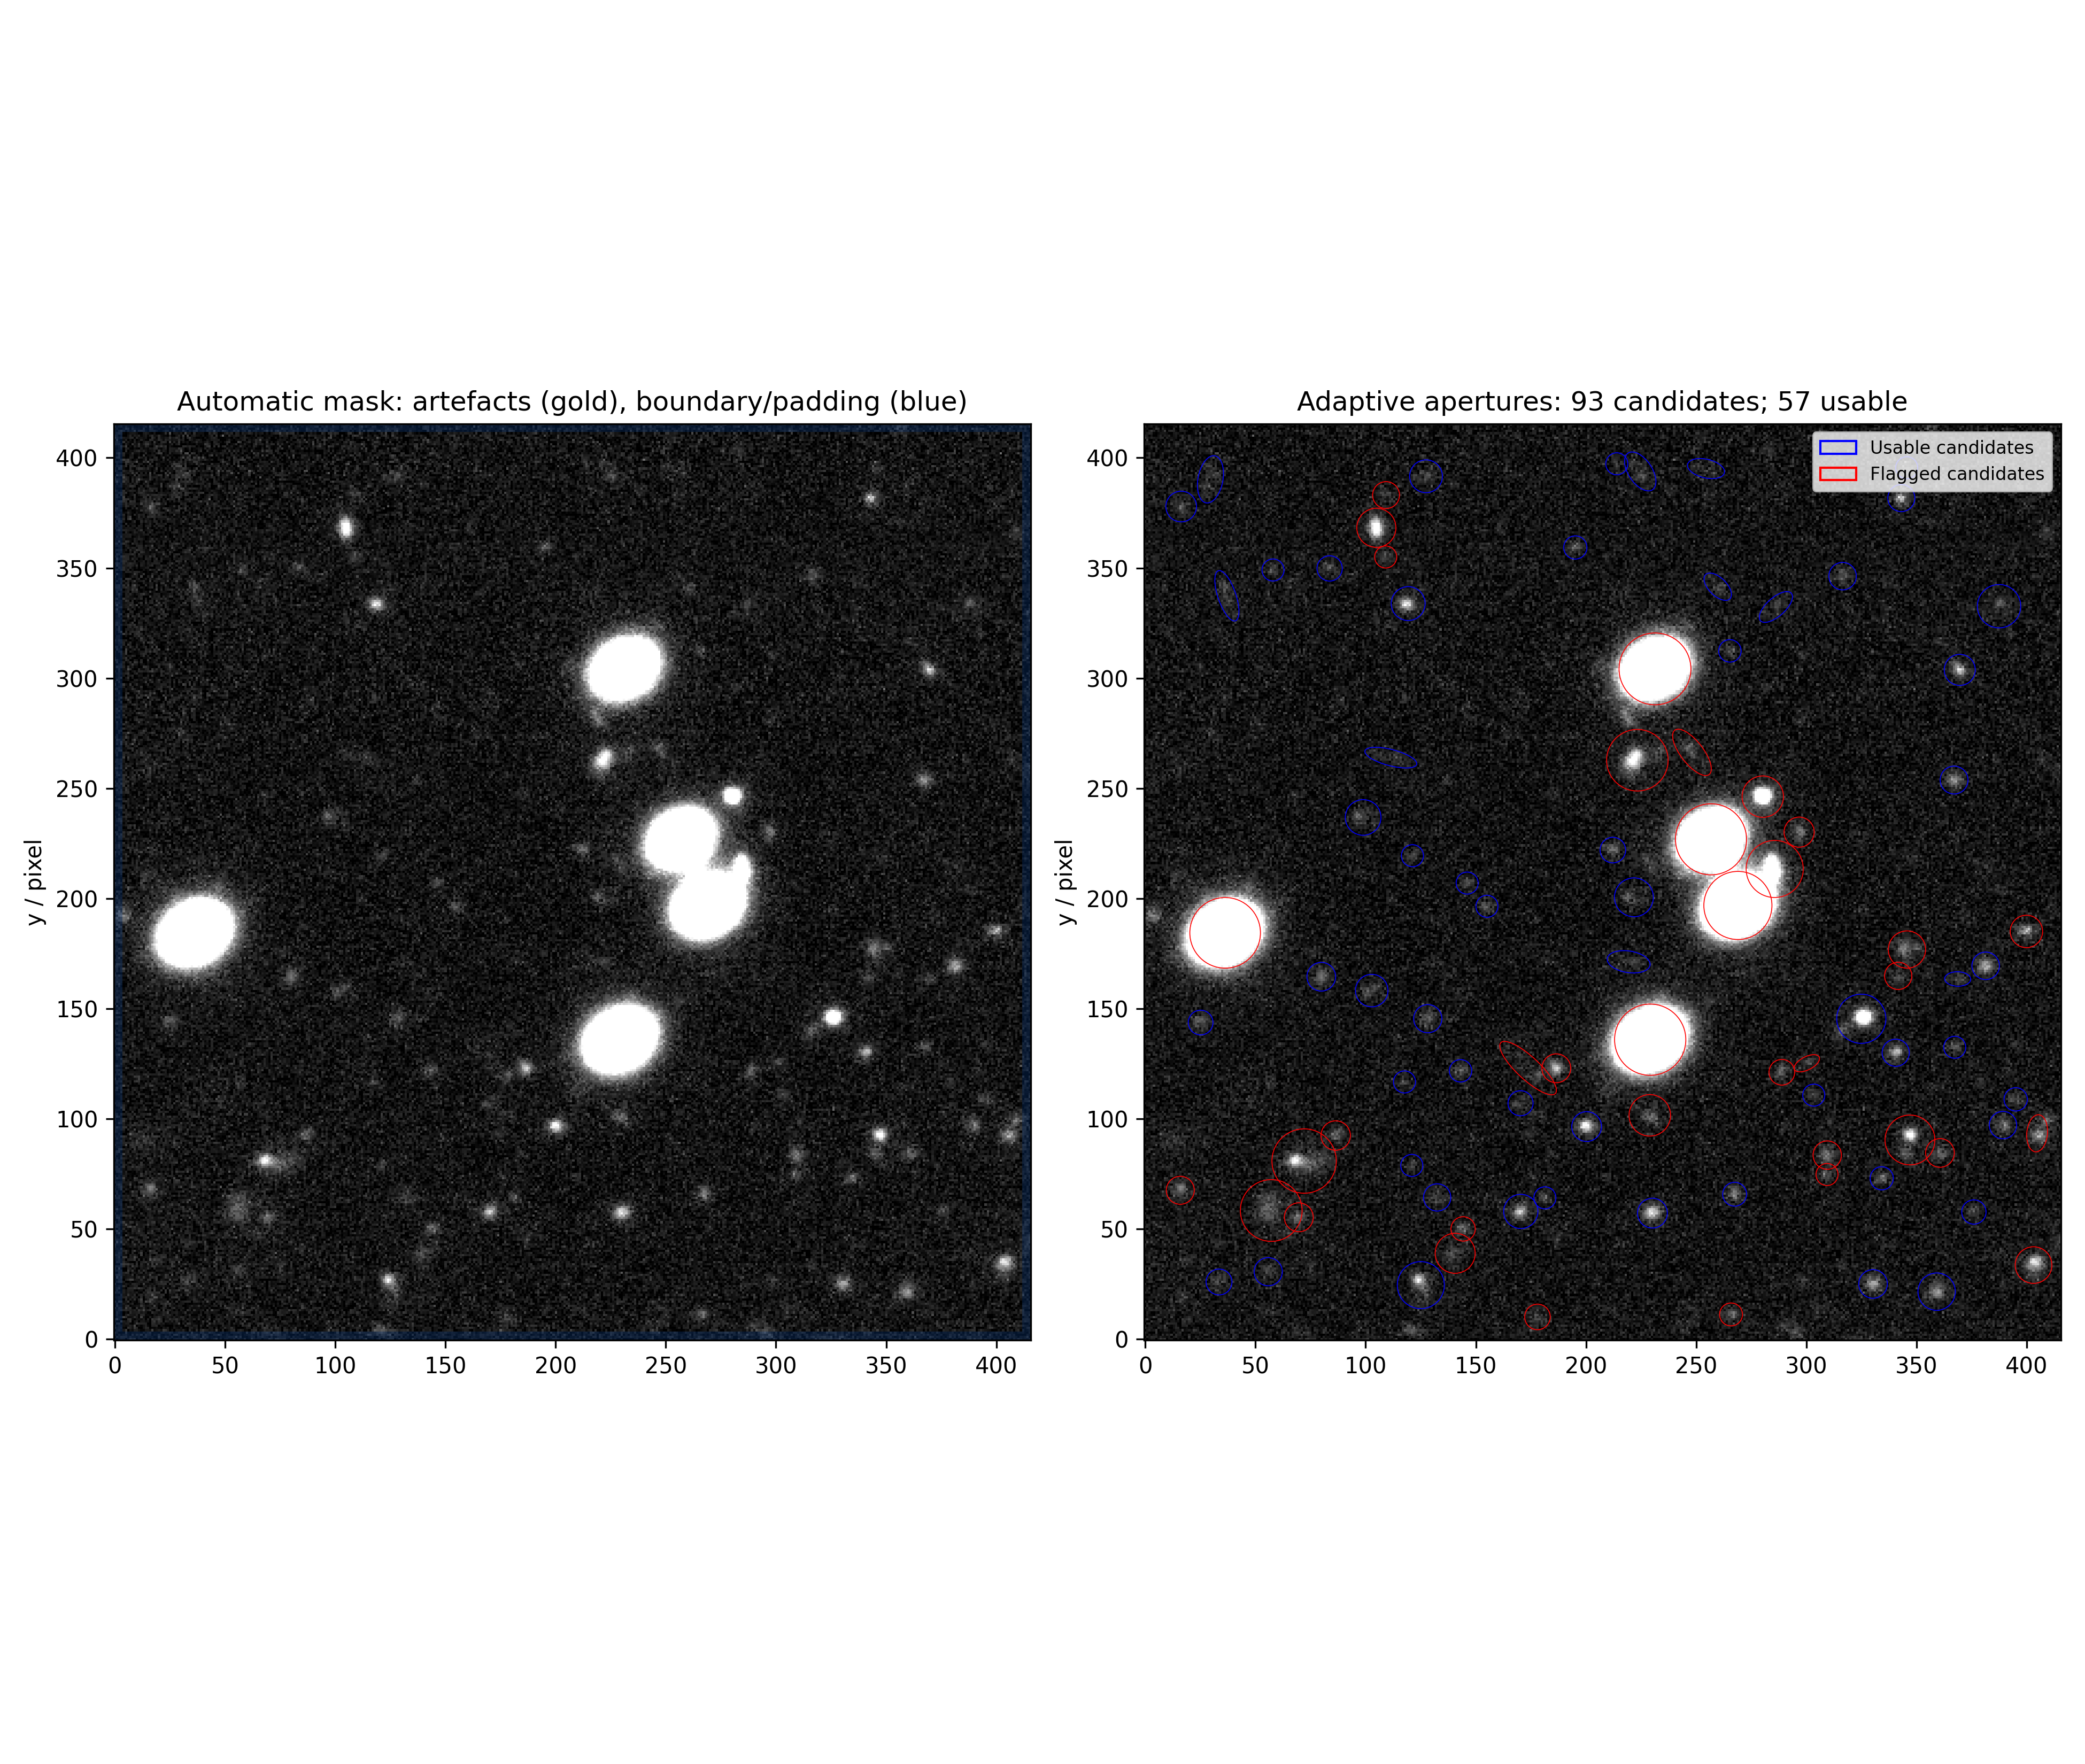 Automatic mask: artefacts (gold), boundary/padding (blue)
y / pixel
400
350
300
250
200
150
100
50
0
0 50 100 150 200 250 300 350 400
Adaptive apertures: 93 candidates; 57 usable
Usable candidates
Flagged candidates
y / pixel
400
350
300
250
200
150
100
50
0
0 50 100 150 200 250 300 350 400